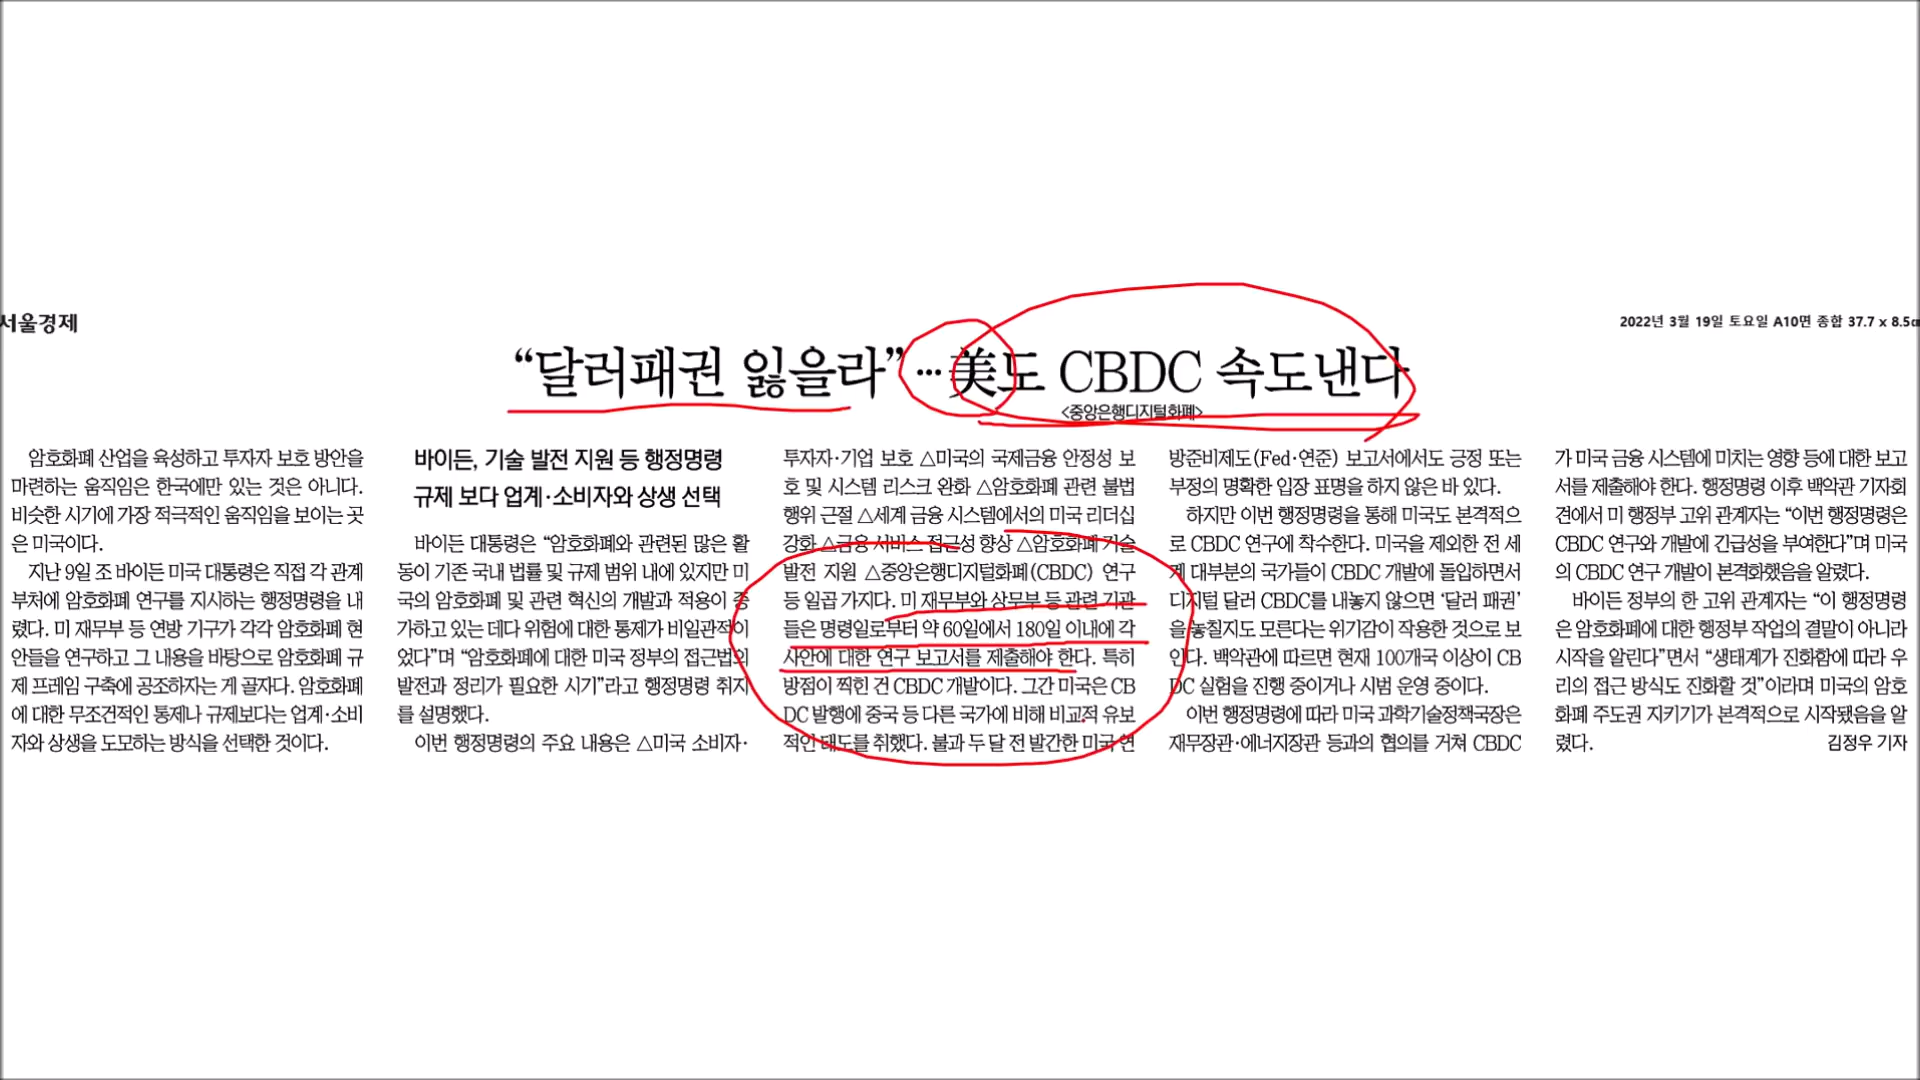 서울경제
2022년 3월 19일 토요일 A10면 종합 37.7 x 8.5㎝
“달러패권 잃을라”…美도 CBDC 속도낸다
<중앙은행디지털화폐>
암호화폐 산업을 육성하고 투자자 보호 방안을
마련하는 움직임은 한국에만 있는 것은 아니다.
비슷한 시기에 가장 적극적인 움직임을 보이는 곳
은 미국이다.
지난 9일 조 바이든 미국 대통령은 직접 각 관계
부처에 암호화폐 연구를 지시하는 행정명령을 내
렸다. 미 재무부 등 연방 기구가 각각 암호화폐 현
안들을 연구하고 그 내용을 바탕으로 암호화폐 규
제 프레임 구축에 공조하자는 게 골자다. 암호화폐
에 대한 무조건적인 통제나 규제보다는 업계·소비
자와 상생을 도모하는 방식을 선택한 것이다.
바이든, 기술 발전 지원 등 행정명령
규제 보다 업계·소비자와 상생 선택
바이든 대통령은 “암호화폐와 관련된 많은 활
동이 기존 국내 법률 및 규제 범위 내에 있지만 미
국의 암호화폐 및 관련 혁신의 개발과 적용이 증
가하고 있는 데다 위험에 대한 통제가 비일관적이
었다”며 “암호화폐에 대한 미국 정부의 접근법의
발전과 정리가 필요한 시기”라고 행정명령 취지
를 설명했다.
이번 행정명령의 주요 내용은 △미국 소비자·
투자자·기업 보호 △미국의 국제금융 안정성 보
호 및 시스템 리스크 완화 △암호화폐 관련 불법
행위 근절 △세계 금융 시스템에서의 미국 리더십
강화 △금융 서비스 접근성 향상 △암호화폐 기술
발전 지원 △중앙은행디지털화폐(CBDC) 연구
등 일곱 가지다. 미 재무부와 상무부 등 관련 기관
들은 명령일로부터 약 60일에서 180일 이내에 각
사안에 대한 연구 보고서를 제출해야 한다. 특히
방점이 찍힌 건 CBDC 개발이다. 그간 미국은 CB
DC 발행에 중국 등 다른 국가에 비해 비교적 유보
적인 태도를 취했다. 불과 두 달 전 발간한 미국 연
방준비제도(Fed·연준) 보고서에서도 긍정 또는
부정의 명확한 입장 표명을 하지 않은 바 있다.
하지만 이번 행정명령을 통해 미국도 본격적으
로 CBDC 연구에 착수한다. 미국을 제외한 전 세
계 대부분의 국가들이 CBDC 개발에 돌입하면서
디지털 달러 CBDC를 내놓지 않으면 ‘달러 패권’
을 놓칠지도 모른다는 위기감이 작용한 것으로 보
인다. 백악관에 따르면 현재 100개국 이상이 CB
DC 실험을 진행 중이거나 시범 운영 중이다.
이번 행정명령에 따라 미국 과학기술정책국장은
재무장관·에너지장관 등과의 협의를 거쳐 CBDC
가 미국 금융 시스템에 미치는 영향 등에 대한 보고
서를 제출해야 한다. 행정명령 이후 백악관 기자회
견에서 미 행정부 고위 관계자는 “이번 행정명령은
CBDC 연구와 개발에 긴급성을 부여한다”며 미국
의 CBDC 연구 개발이 본격화했음을 알렸다.
바이든 정부의 한 고위 관계자는 “이 행정명령
은 암호화폐에 대한 행정부 작업의 결말이 아니라
시작을 알린다”면서 “생태계가 진화함에 따라 우
리의 접근 방식도 진화할 것”이라며 미국의 암호
화폐 주도권 지키기가 본격적으로 시작됐음을 알
렸다.
김정우 기자